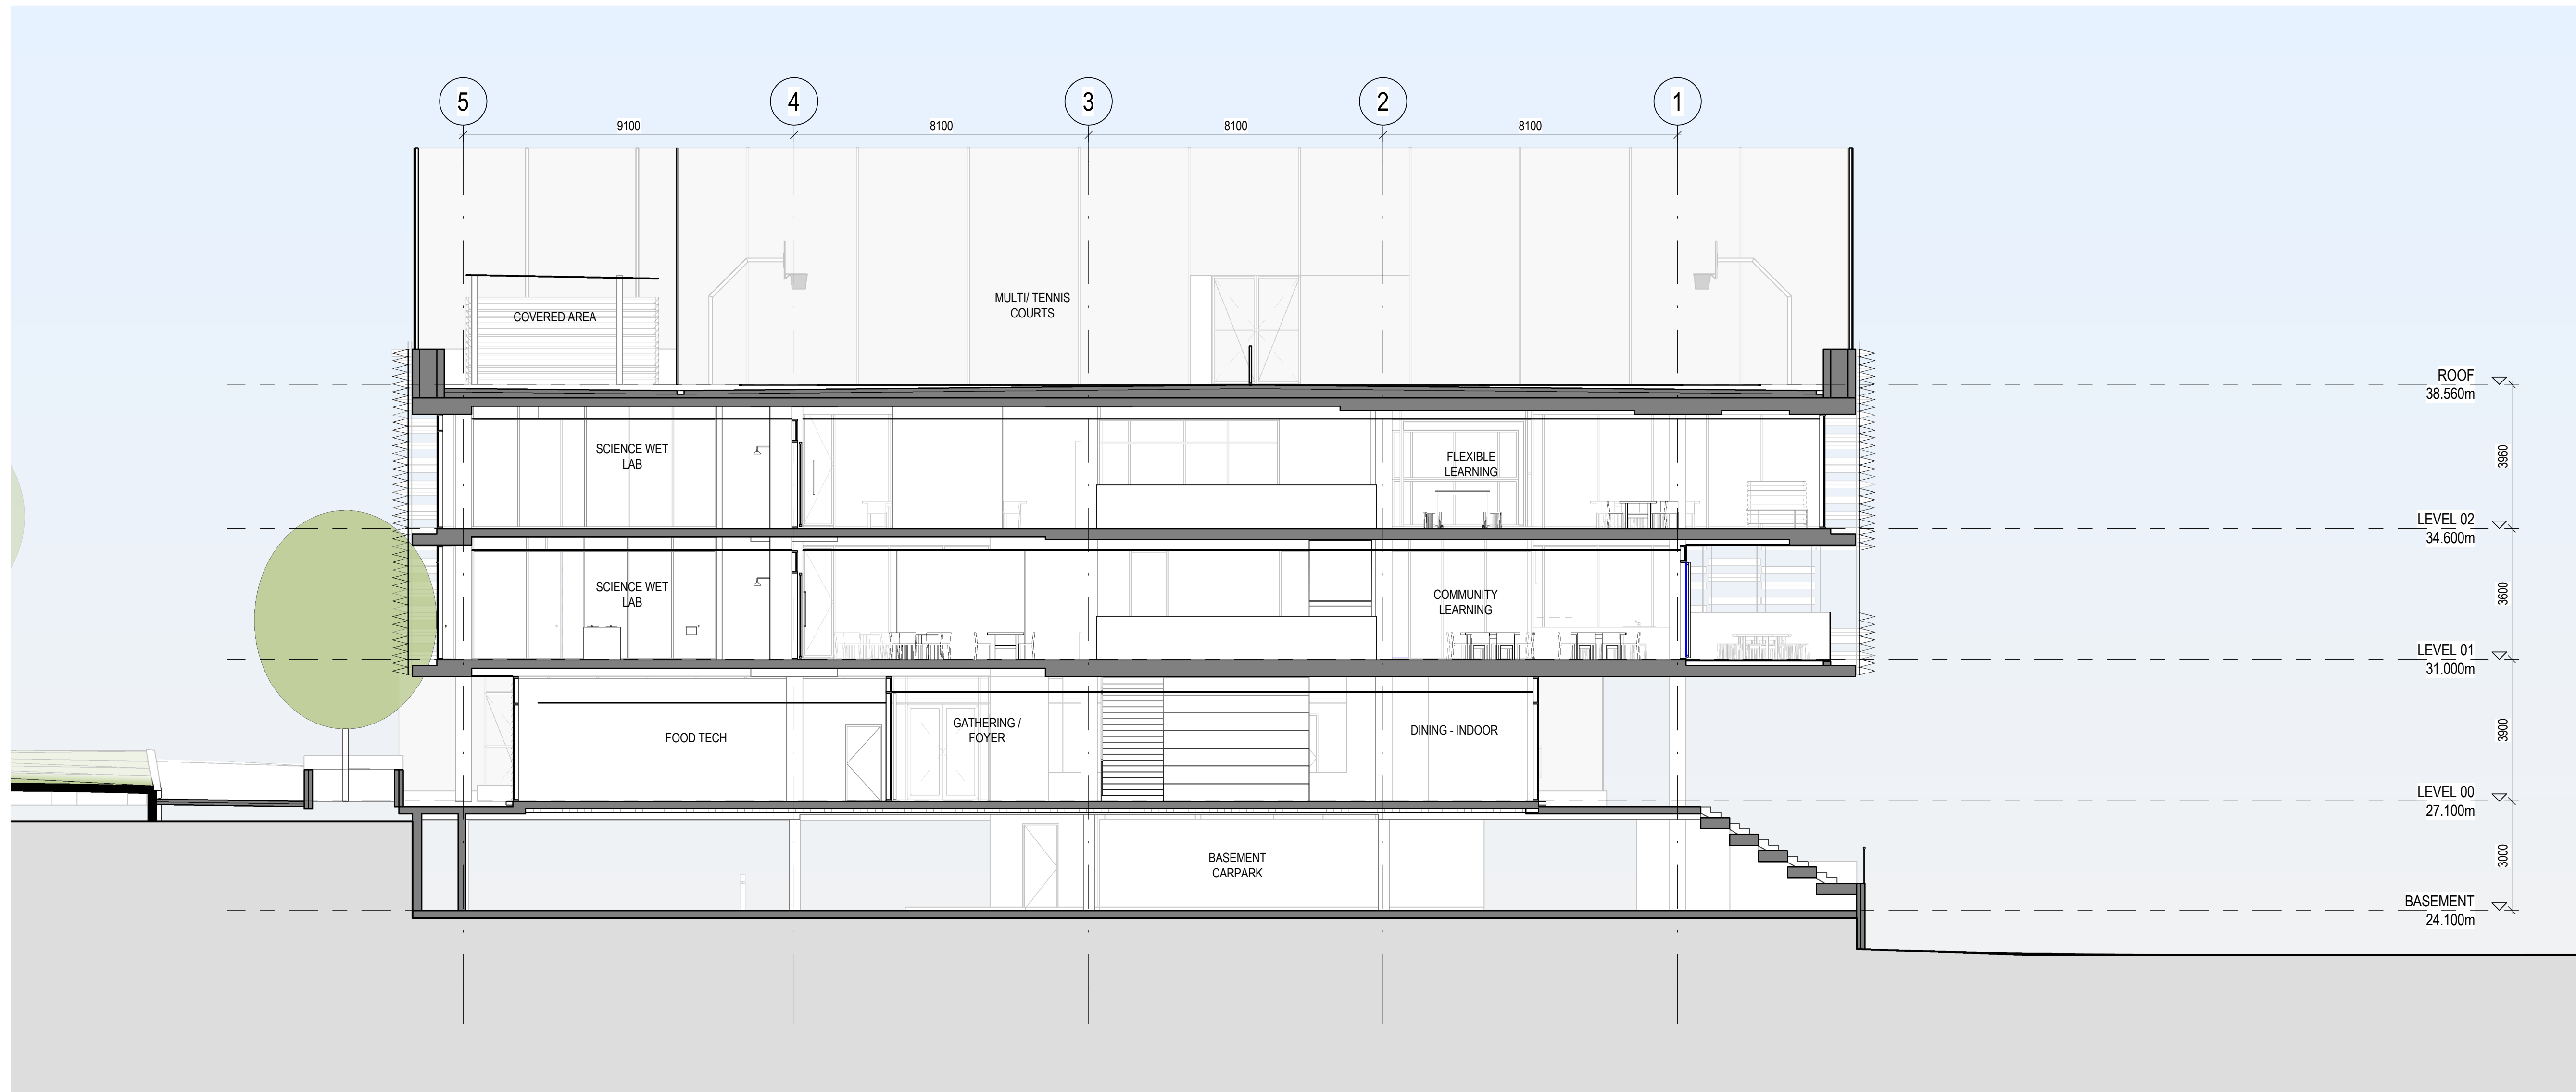 5
4
3
2
1
9100
8100
8100
8100
MULTI/ TENNIS
COURTS
COVERED AREA
ROOF
38.560m
SCIENCE WET
LAB
FLEXIBLE
LEARNING
3960
LEVEL 02
34.600m
SCIENCE WET
LAB
COMMUNITY
LEARNING
3600
LEVEL 01
31.000m
FOOD TECH
GATHERING /
FOYER
DINING - INDOOR
3900
LEVEL 00
27.100m
BASEMENT
CARPARK
3000
BASEMENT
24.100m